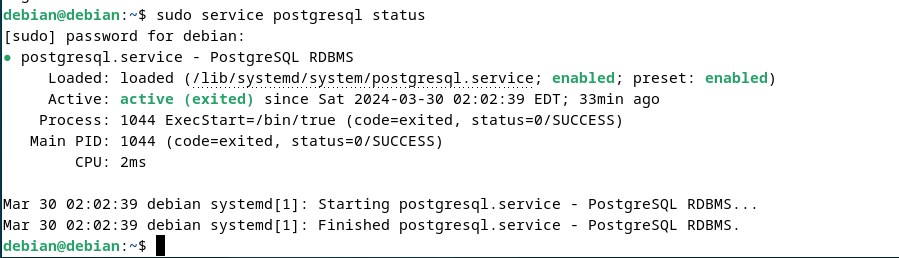 debian@debian:~$ sudo service postgresql status
[sudo] password for debian:
● postgresql.service - PostgreSQL RDBMS
     Loaded: loaded (/lib/systemd/system/postgresql.service; enabled; preset: enabled)
     Active: active (exited) since Sat 2024-03-30 02:02:39 EDT; 33min ago
    Process: 1044 ExecStart=/bin/true (code=exited, status=0/SUCCESS)
   Main PID: 1044 (code=exited, status=0/SUCCESS)
        CPU: 2ms

Mar 30 02:02:39 debian systemd[1]: Starting postgresql.service - PostgreSQL RDBMS...
Mar 30 02:02:39 debian systemd[1]: Finished postgresql.service - PostgreSQL RDBMS.
debian@debian:~$